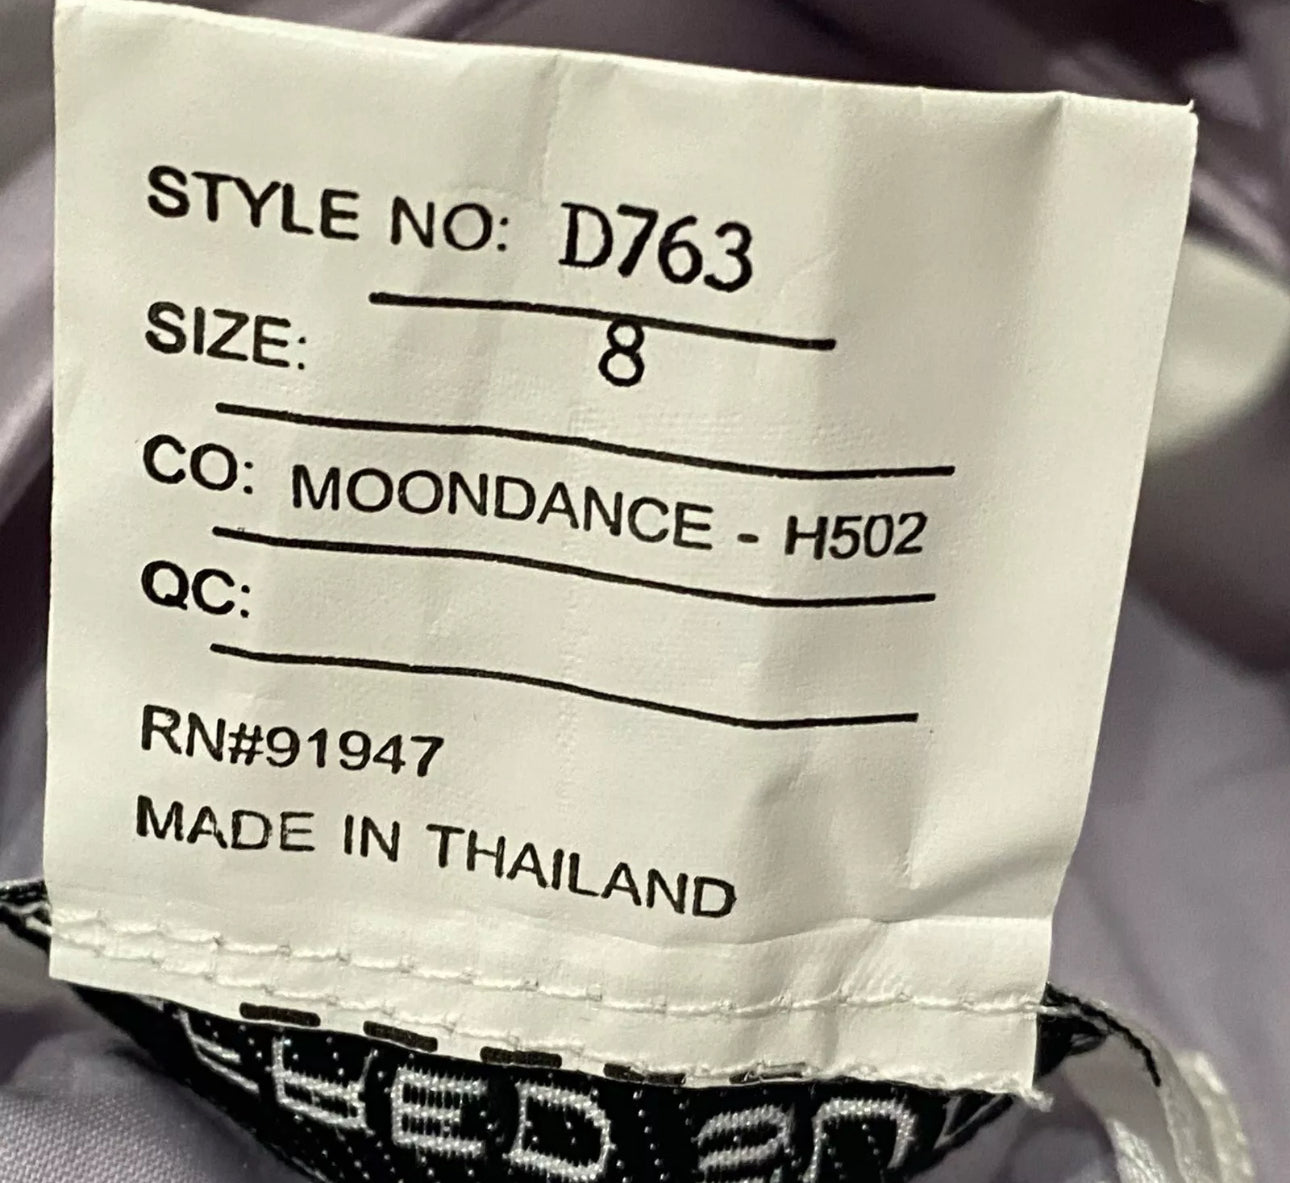 STYLE NO: D763
SIZE: 8
CO: MOONDANCE - H502
QC:
RN#91947
MADE IN THAILAND